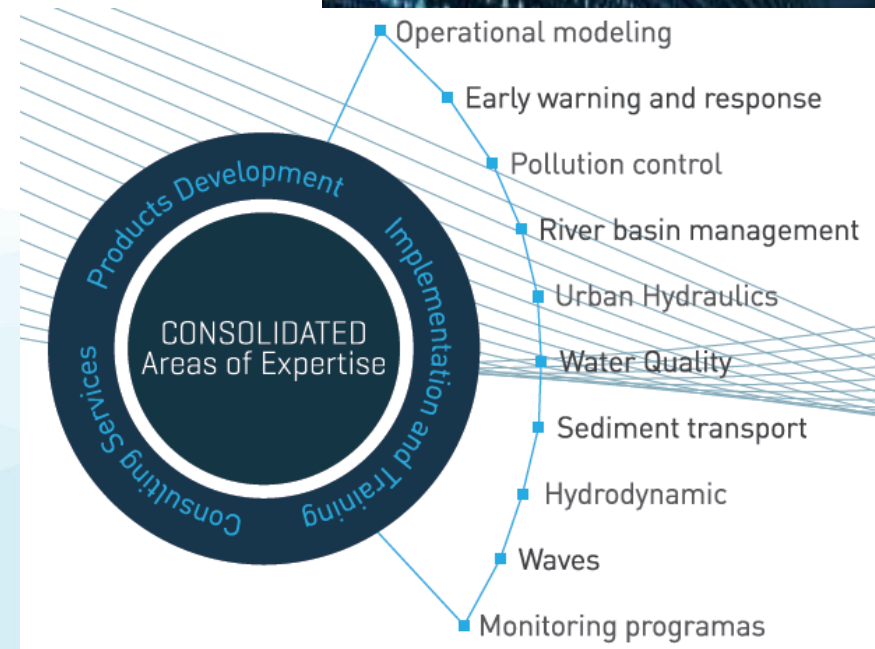 Operational modeling
Early warning and response
Pollution control
River basin management
Urban Hydraulics
Water Quality
Sediment transport
Hydrodynamic
Waves
Monitoring programas
Products Development
Implementation and Training
Consulting Services
CONSOLIDATED
Areas of Expertise